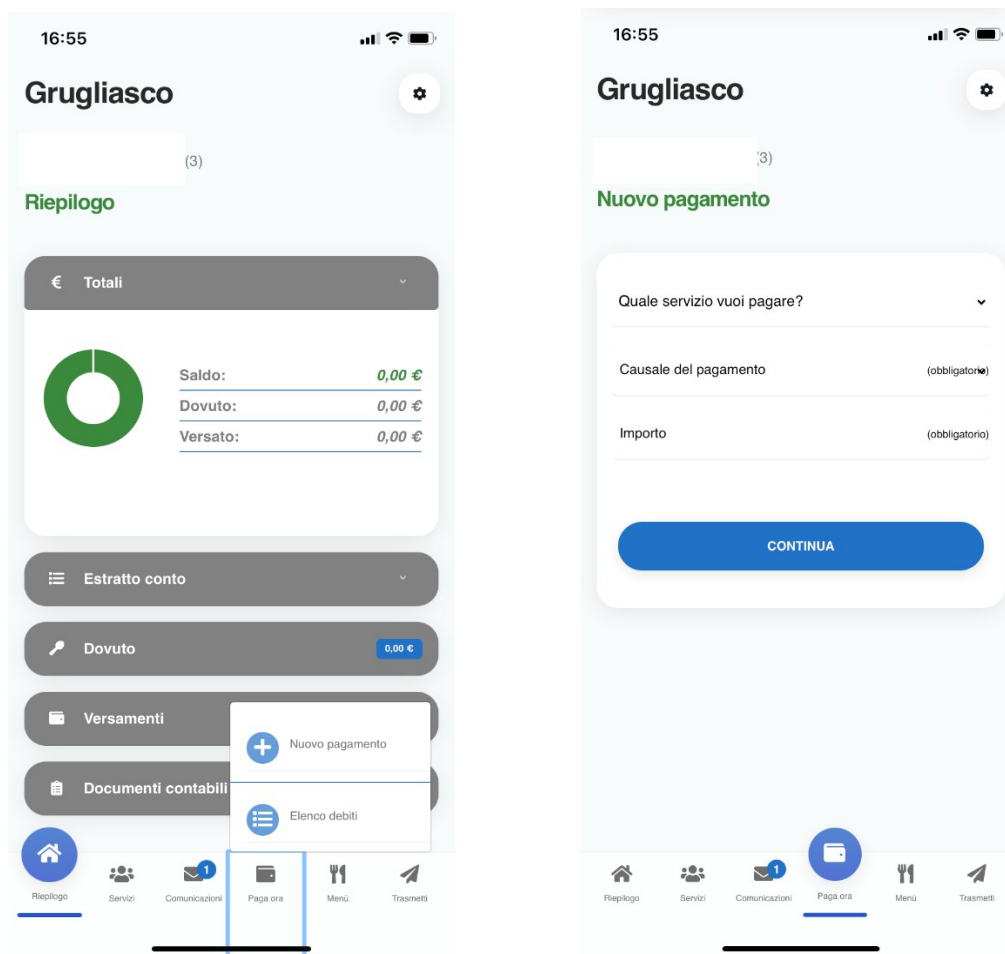 16:55
Grugliasco
(3)
Riepilogo
€ Totali
Saldo: 0,00 €
Dovuto: 0,00 €
Versato: 0,00 €
Estratto conto
Dovuto 0,00 €
Versamenti
Nuovo pagamento
Documenti contabili
Elenco debiti
1
Riepilogo Servizi Comunicazioni Paga ora Menù Trasmetti
16:55
Grugliasco
3)
Nuovo pagamento
Quale servizio vuoi pagare?
Causale del pagamento (obbligatorio)
Importo (obbligatorio)
CONTINUA
1
Riepilogo Servizi Comunicazioni Paga ora Menù Trasmetti